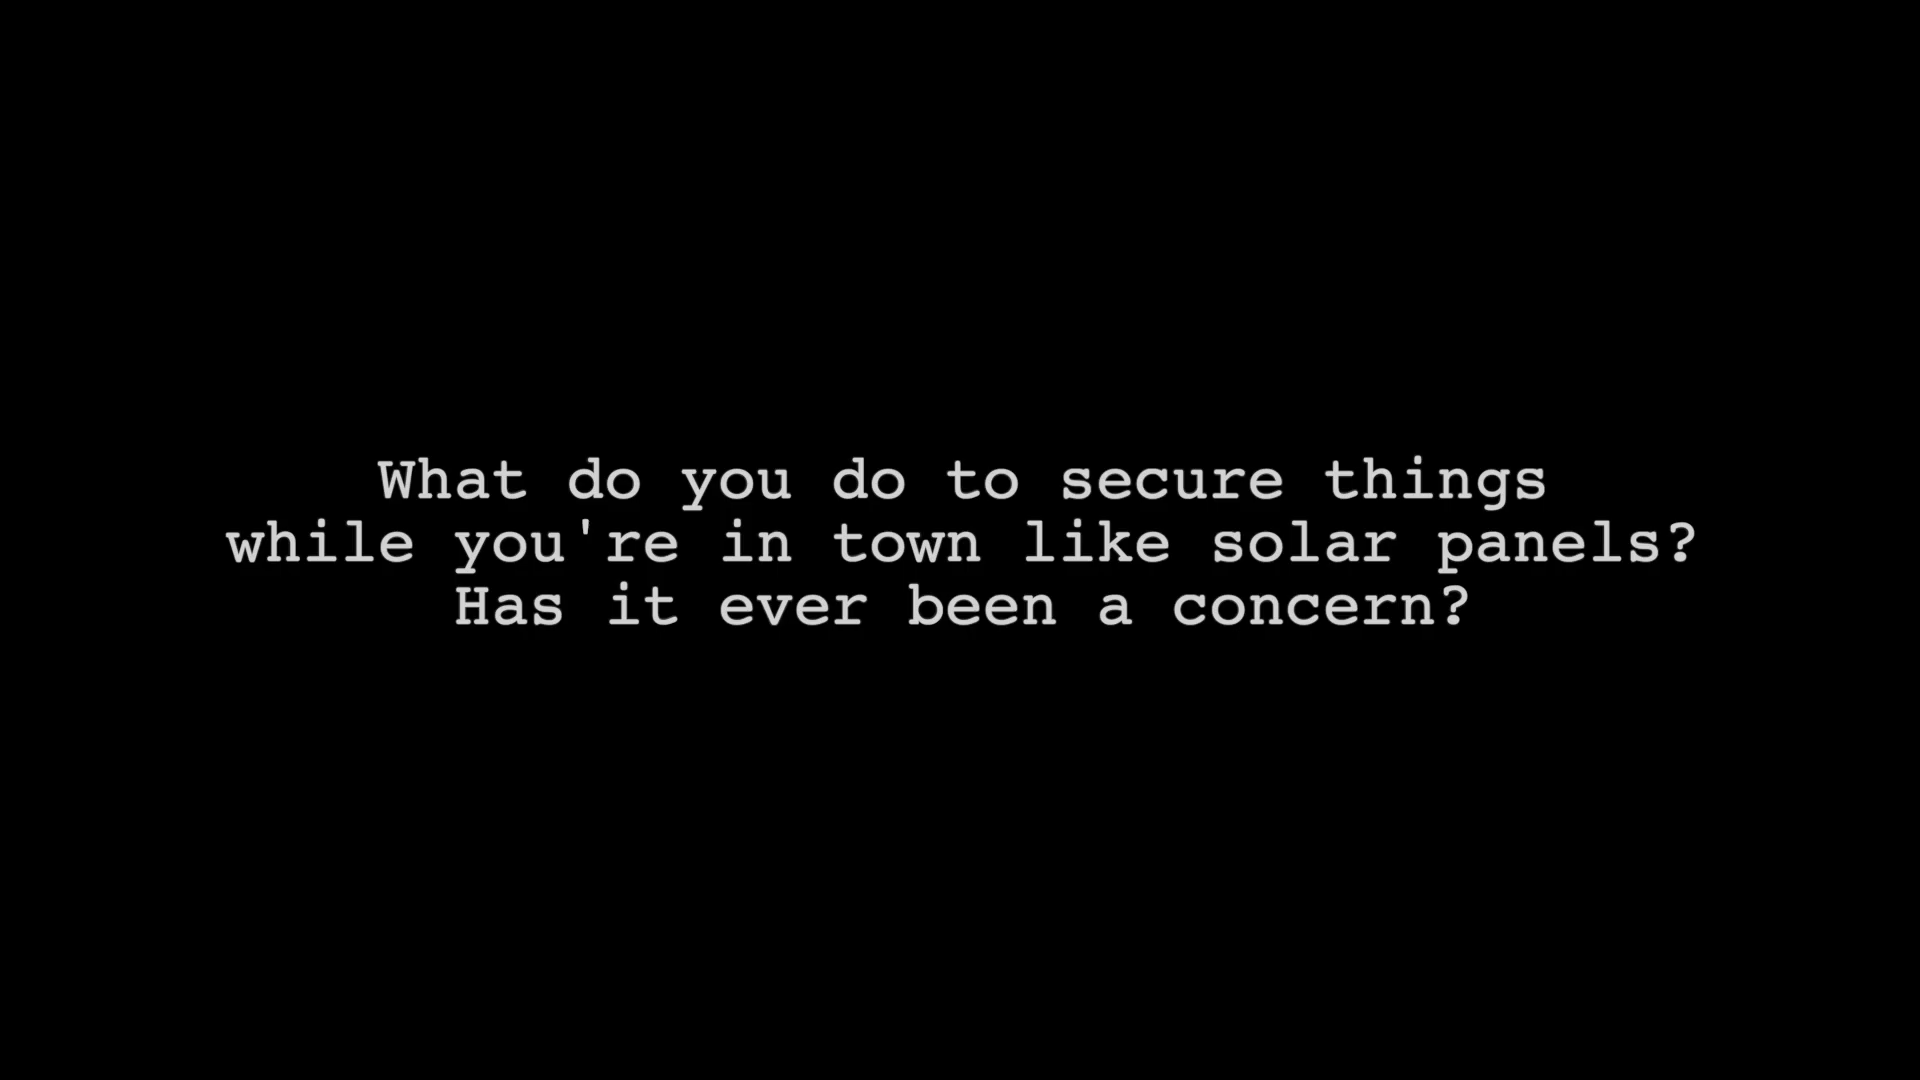 What do you do to secure things
while you're in town like solar panels?
Has it ever been a concern?